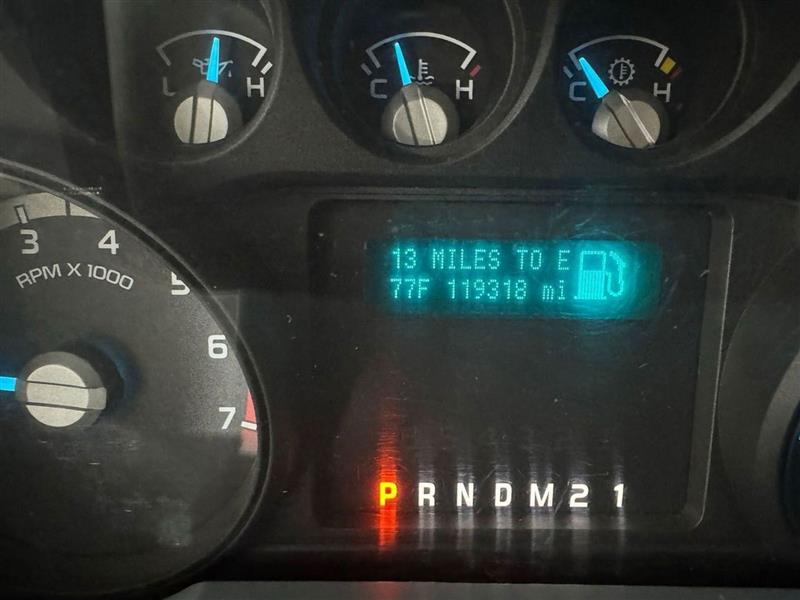 L H
C H
C H
3 4 5 6 7
RPM X 1000
13 MILES TO E
77F 119318 mi
P R N D M 2 1